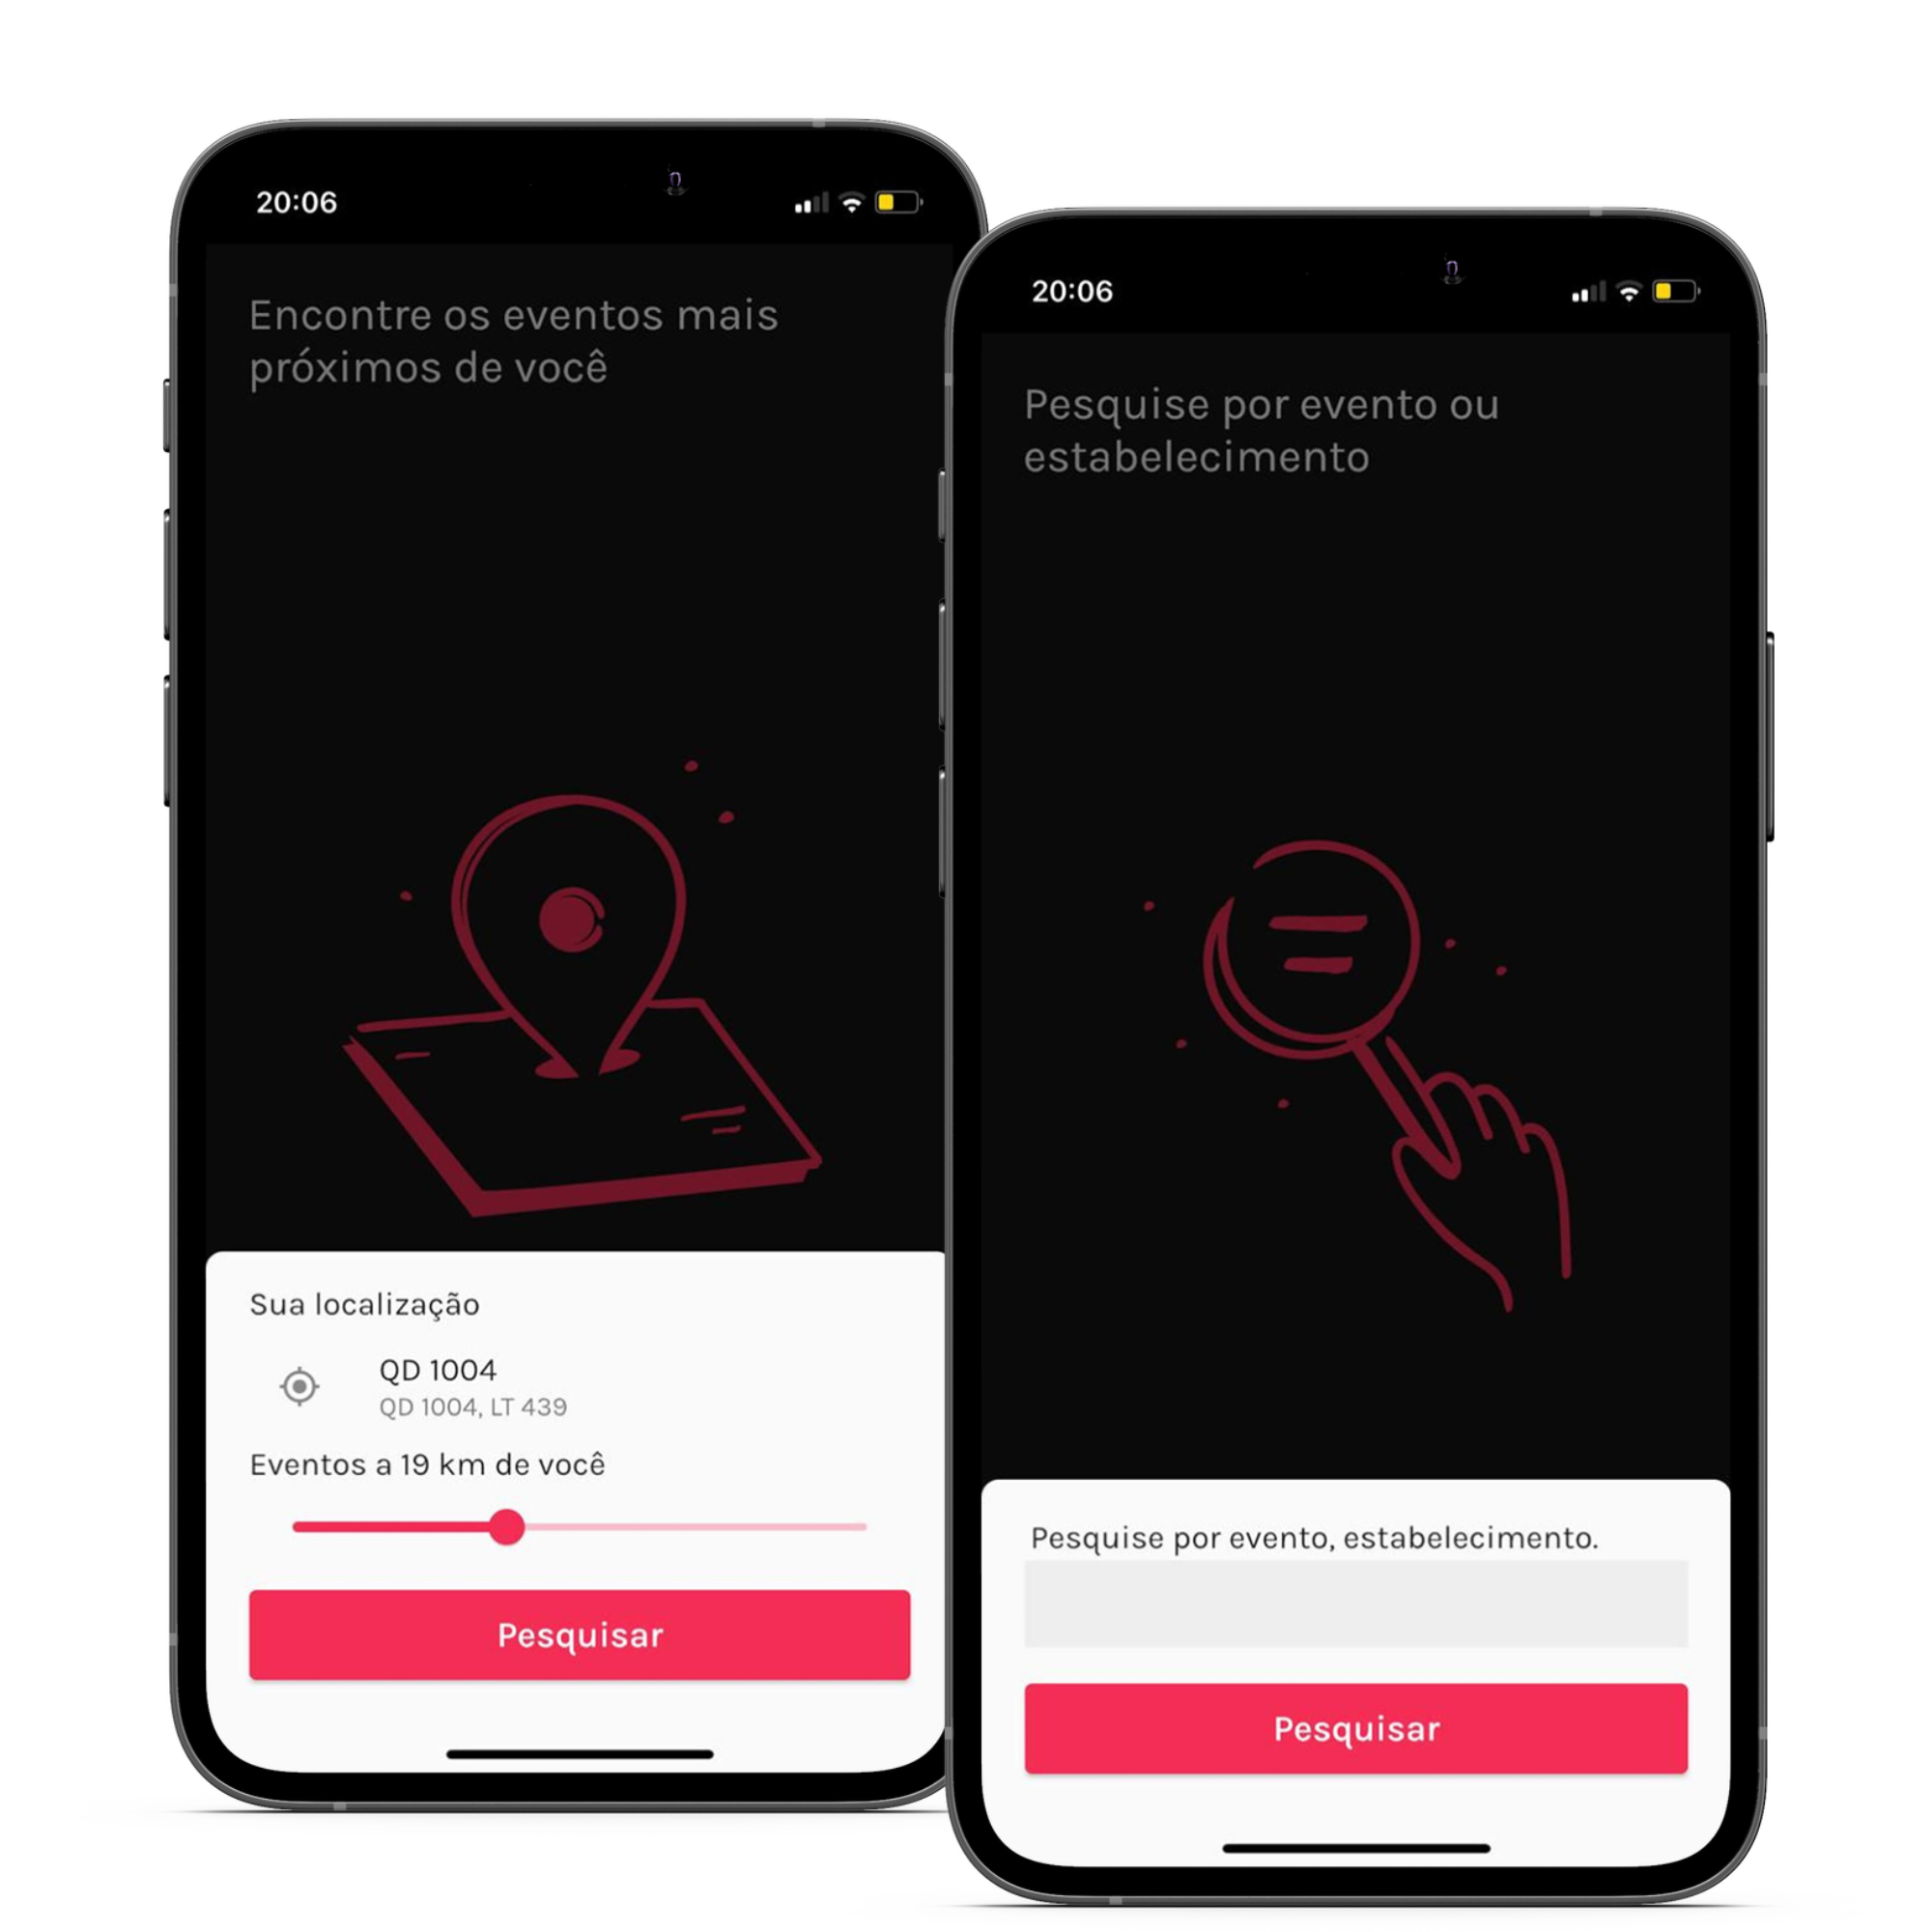 20:06
Encontre os eventos mais
próximos de você
Sua localização
QD 1004
QD 1004, LT 439
Eventos a 19 km de você
Pesquisar
20:06
Pesquise por evento ou
estabelecimento
Pesquise por evento, estabelecimento.
Pesquisar